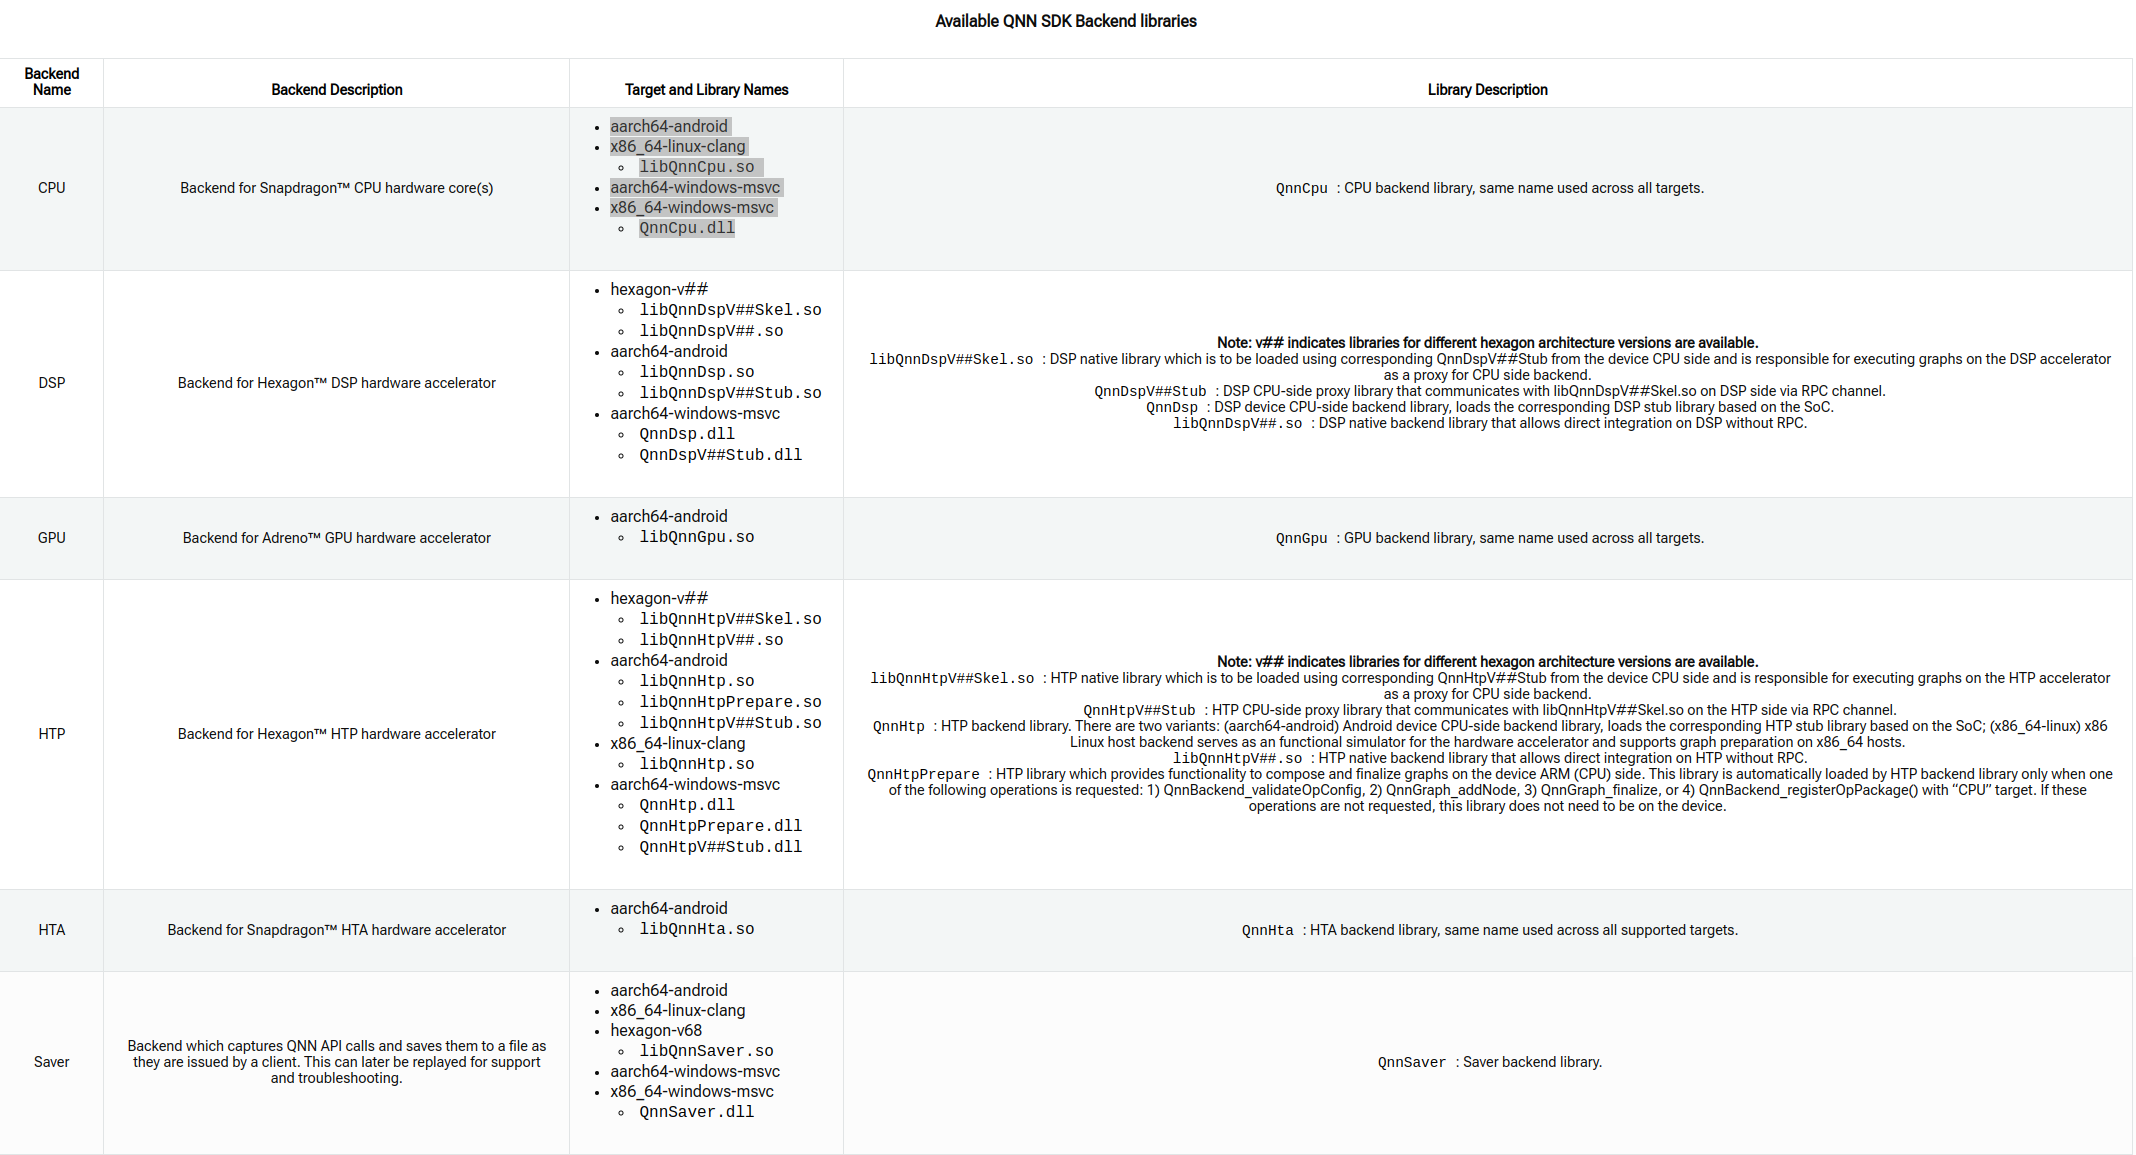 Available QNN SDK Backend libraries
Backend
Name
Backend Description
Target and Library Names
Library Description
CPU
Backend for Snapdragon™ CPU hardware core(s)
aarch64-android
x86_64-linux-clang
libQnnCpu.so
aarch64-windows-msvc
x86_64-windows-msvc
QnnCpu.dll
QnnCpu : CPU backend library, same name used across all targets.
DSP
Backend for Hexagon™ DSP hardware accelerator
hexagon-v##
libQnnDspV##Skel.so
libQnnDspV##.so
aarch64-android
libQnnDsp.so
libQnnDspV##Stub.so
aarch64-windows-msvc
QnnDsp.dll
QnnDspV##Stub.dll
Note: v## indicates libraries for different hexagon architecture versions are available.
libQnnDspV##Skel.so : DSP native library which is to be loaded using corresponding QnnDspV##Stub from the device CPU side and is responsible for executing graphs on the DSP accelerator
as a proxy for CPU side backend.
QnnDspV##Stub : DSP CPU-side proxy library that communicates with libQnnDspV##Skel.so on DSP side via RPC channel.
QnnDsp : DSP device CPU-side backend library, loads the corresponding DSP stub library based on the SoC.
libQnnDspV##.so : DSP native backend library that allows direct integration on DSP without RPC.
GPU
Backend for Adreno™ GPU hardware accelerator
aarch64-android
libQnnGpu.so
QnnGpu : GPU backend library, same name used across all targets.
HTP
Backend for Hexagon™ HTP hardware accelerator
hexagon-v##
libQnnHtpV##Skel.so
libQnnHtpV##.so
aarch64-android
libQnnHtp.so
libQnnHtpPrepare.so
libQnnHtpV##Stub.so
x86_64-linux-clang
libQnnHtp.so
aarch64-windows-msvc
QnnHtp.dll
QnnHtpPrepare.dll
QnnHtpV##Stub.dll
Note: v## indicates libraries for different hexagon architecture versions are available.
libQnnHtpV##Skel.so : HTP native library which is to be loaded using corresponding QnnHtpV##Stub from the device CPU side and is responsible for executing graphs on the HTP accelerator
as a proxy for CPU side backend.
QnnHtpV##Stub : HTP CPU-side proxy library that communicates with libQnnHtpV##Skel.so on the HTP side via RPC channel.
QnnHtp : HTP backend library. There are two variants: (aarch64-android) Android device CPU-side backend library, loads the corresponding HTP stub library based on the SoC; (x86_64-linux) x86
Linux host backend serves as an functional simulator for the hardware accelerator and supports graph preparation on x86_64 hosts.
libQnnHtpV##.so : HTP native backend library that allows direct integration on HTP without RPC.
QnnHtpPrepare : HTP library which provides functionality to compose and finalize graphs on the device ARM (CPU) side. This library is automatically loaded by HTP backend library only when one
of the following operations is requested: 1) QnnBackend_validateOpConfig, 2) QnnGraph_addNode, 3) QnnGraph_finalize, or 4) QnnBackend_registerOpPackage() with “CPU” target. If these
operations are not requested, this library does not need to be on the device.
HTA
Backend for Snapdragon™ HTA hardware accelerator
aarch64-android
libQnnHta.so
QnnHta : HTA backend library, same name used across all supported targets.
Saver
Backend which captures QNN API calls and saves them to a file as
they are issued by a client. This can later be replayed for support
and troubleshooting.
aarch64-android
x86_64-linux-clang
hexagon-v68
libQnnSaver.so
aarch64-windows-msvc
x86_64-windows-msvc
QnnSaver.dll
QnnSaver : Saver backend library.